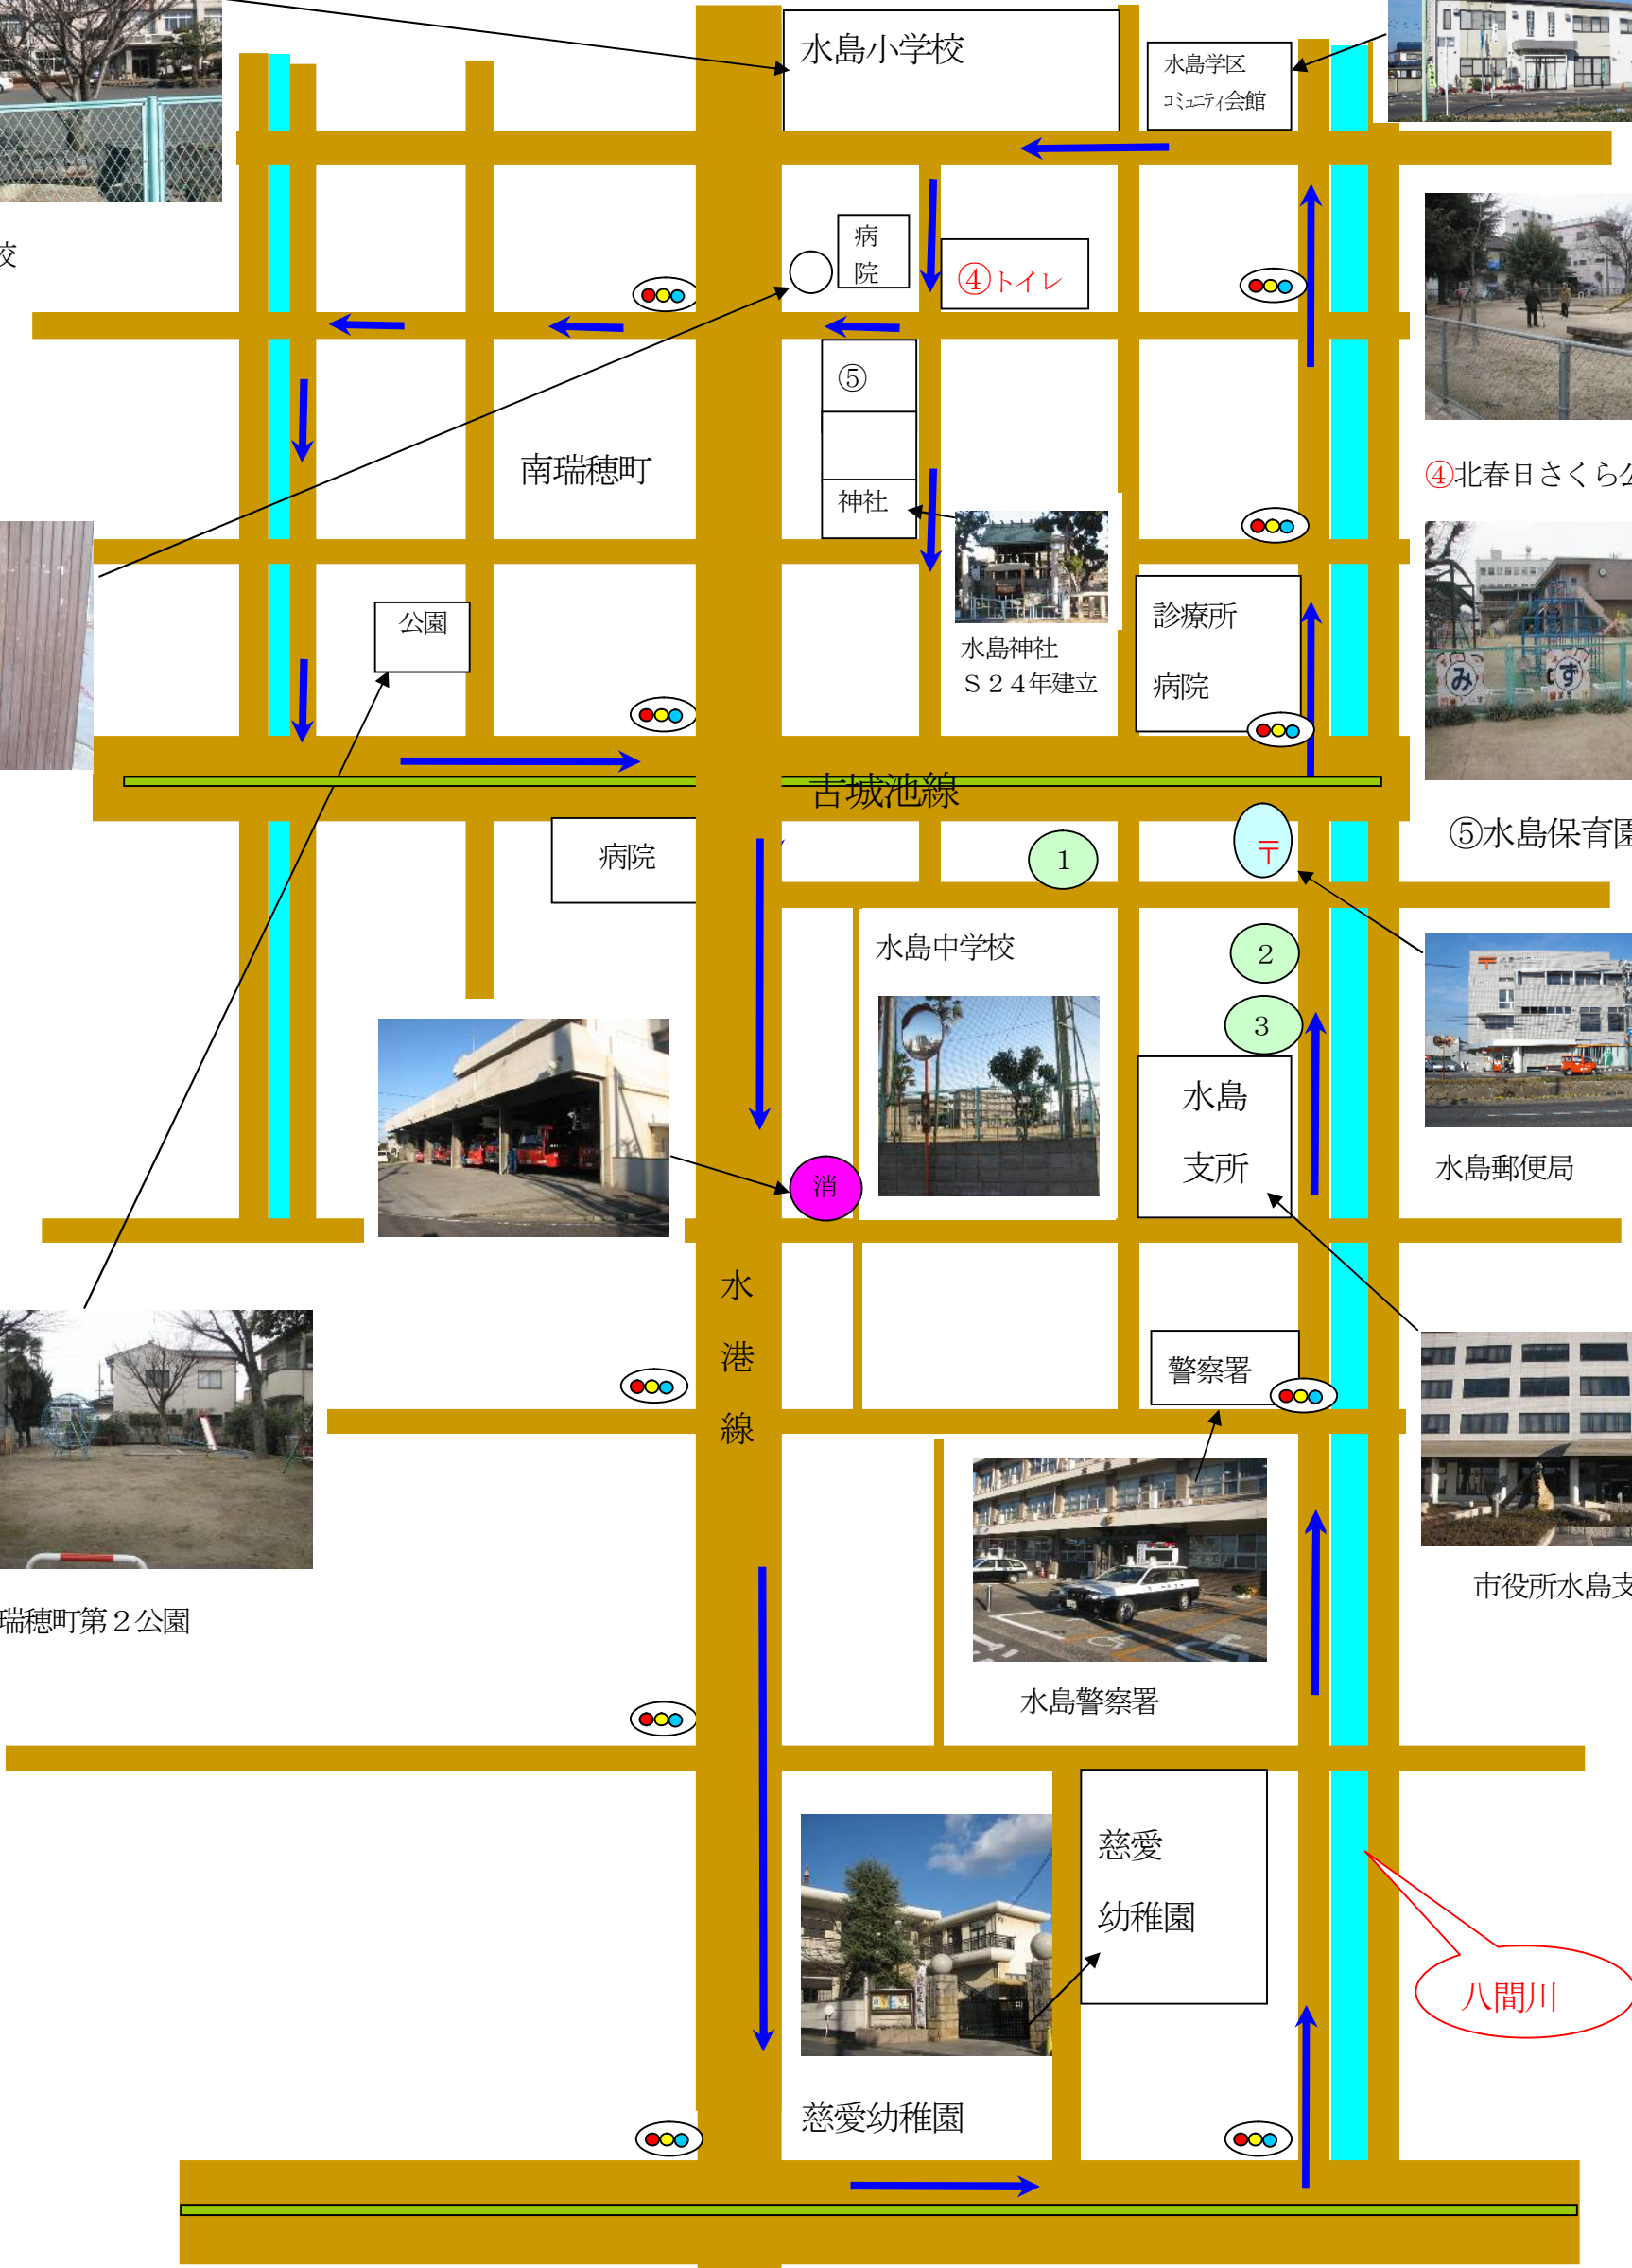 水島小学校
水島学区
コミュニティ会館
校
病
院
④トイレ
⑤
南瑞穂町
神社
④北春日さくら公
公園
水島神社
Ｓ２４年建立
診療所
病院
み
ず
古城池線
⑤水島保育園
病院
1
〒
水島中学校
2
3
水島
支所
消
水島郵便局
水
港
線
警察署
瑞穂町第２公園
市役所水島支
水島警察署
慈愛
幼稚園
八間川
慈愛幼稚園